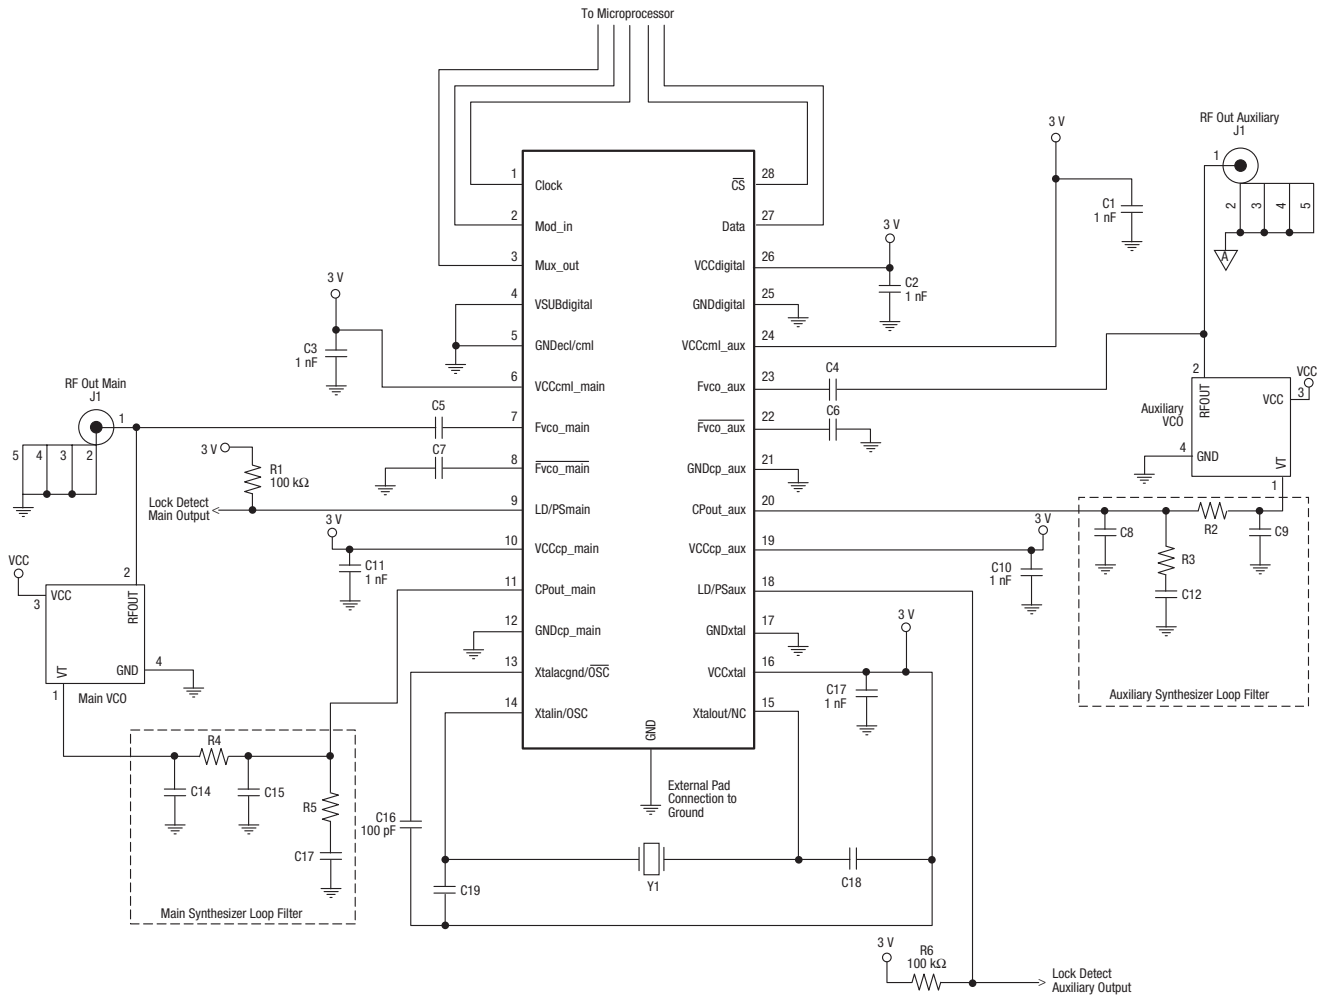 To Microprocessor
1
Clock
2
Mod_in
3
Mux_out
4
VSUBdigital
5
GNDecl/cml
6
VCCcml_main
7
Fvco_main
8
Fvco_main
9
LD/PSmain
10
VCCcp_main
11
CPout_main
12
GNDcp_main
13
Xtalacgnd/OSC
14
Xtalin/OSC
28
CS
27
Data
26
VCCdigital
25
GNDdigital
24
VCCcml_aux
23
Fvco_aux
22
Fvco_aux
21
GNDcp_aux
20
CPout_aux
19
VCCcp_aux
18
LD/PSaux
17
GNDxtal
16
VCCxtal
15
Xtalout/NC
GND
External Pad
Connection to
Ground
3 V
C3
1 nF
RF Out Main
J1
1
5
4
3
2
C5
C7
3 V
R1
100 kΩ
Lock Detect
Main Output
3 V
C11
1 nF
VCC
3
VCC
2
RFOUT
VT
GND
4
1
Main VCO
R4
C14
C15
R5
C17
Main Synthesizer Loop Filter
C16
100 pF
C19
Y1
C18
3 V
C17
1 nF
3 V
R6
100 kΩ
Lock Detect
Auxiliary Output
3 V
C2
1 nF
3 V
C1
1 nF
RF Out Auxiliary
J1
1
2
3
4
5
A
C4
C6
2
RFOUT
Auxiliary
VCO
VCC
3
VCC
4
GND
VT
1
3 V
C10
1 nF
C8
R2
C9
R3
C12
Auxiliary Synthesizer Loop Filter